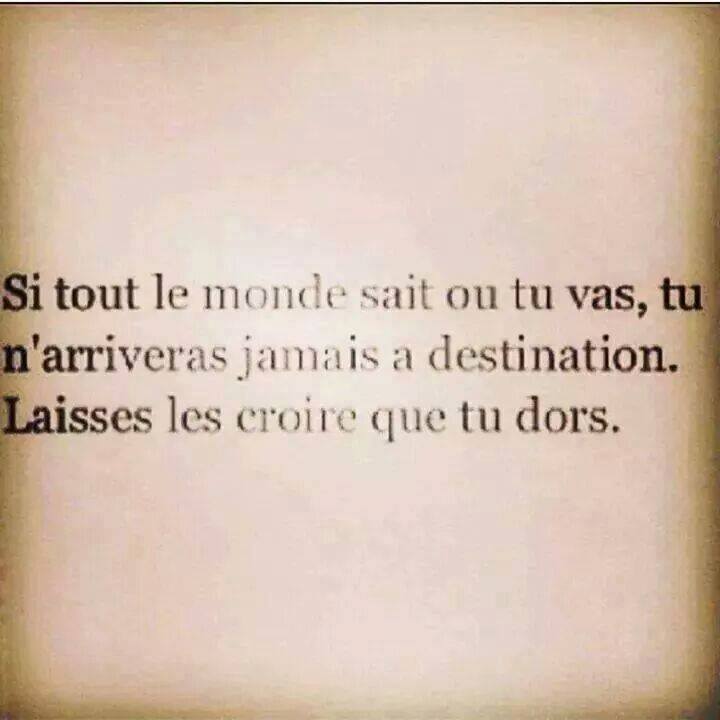 Si tout le monde sait ou tu vas, tu
n'arriveras jamais a destination.
Laisses les croire que tu dors.